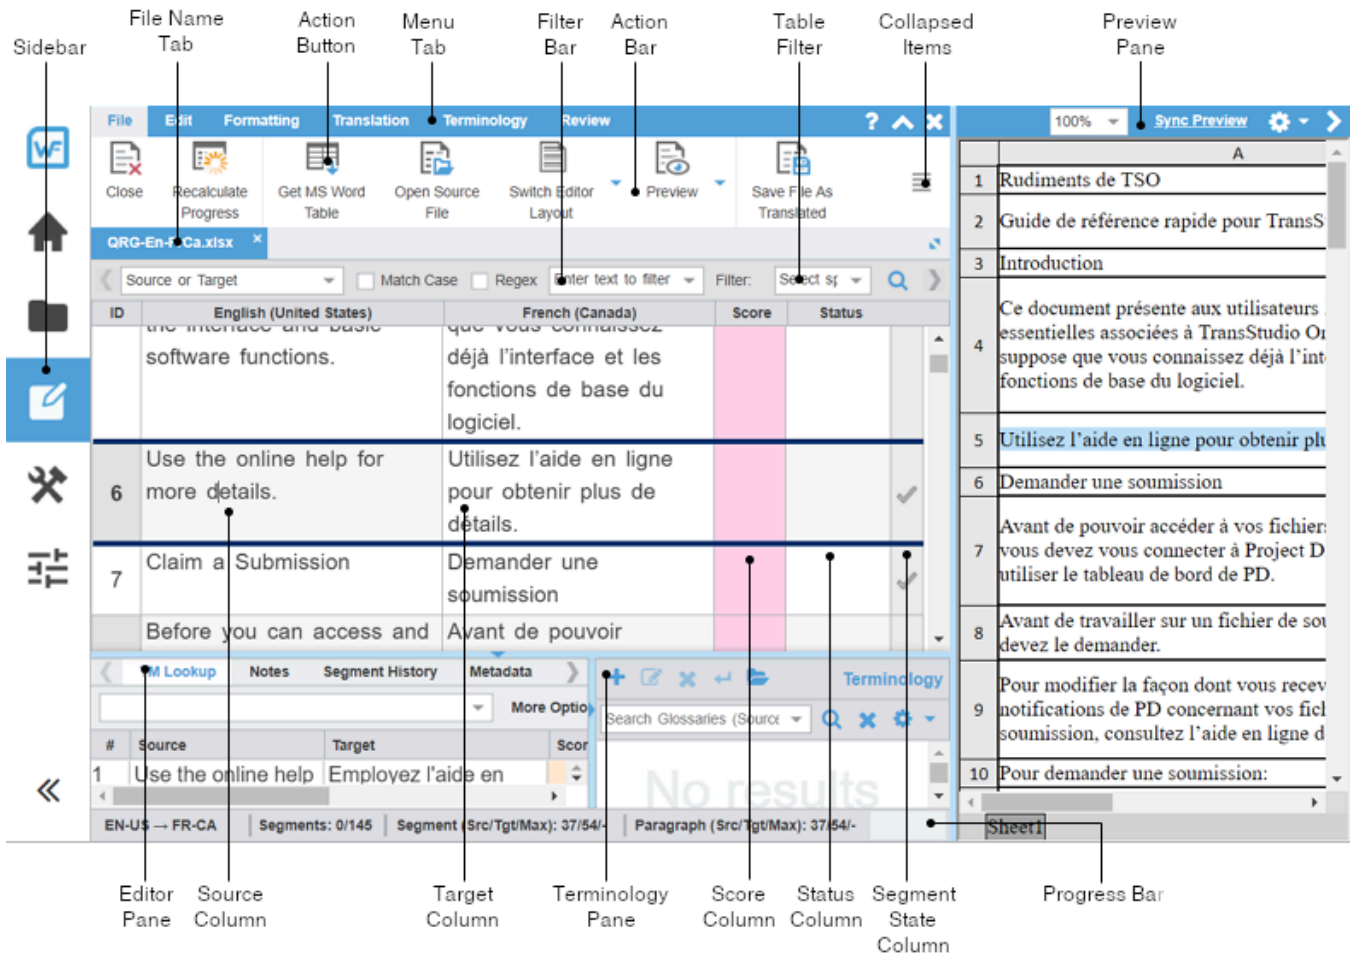 Sidebar
File Name
Tab
Action
Button
Menu
Tab
Filter
Bar
Action
Bar
Table
Filter
Collapsed
Items
Preview
Pane
WF
File Edit Formatting Translation Terminology Review ?
Close
Recalculate
Progress
Get MS Word
Table
Open Source
File
Switch Editor
Layout
Preview
Save File As
Translated
QRG-En-FrCa.xlsx ×
Source or Target Match Case Regex Enter text to filter Filter: Select sp
ID English (United States) French (Canada) Score Status
the interface and basic
software functions.
que vous connaissez
déjà l'interface et les
fonctions de base du
logiciel.
6
Use the online help for
more details.
Utilisez l'aide en ligne
pour obtenir plus de
détails.
7
Claim a Submission
Demander une
soumission
Before you can access and
Avant de pouvoir
TM Lookup Notes Segment History Metadata
More Optio
# Source Target Scor
1 Use the online help Employez l'aide en
Terminology
Search Glossaries (Source
No results
EN-US → FR-CA Segments: 0/145 Segment (Src/Tgt/Max): 37/54/- Paragraph (Src/Tgt/Max): 37/54/-
100% Sync Preview
A
1 Rudiments de TSO
2 Guide de référence rapide pour TransS
3 Introduction
4
Ce document présente aux utilisateurs
essentielles associées à TransStudio On
suppose que vous connaissez déjà l'int
fonctions de base du logiciel.
5 Utilisez l'aide en ligne pour obtenir plu
6 Demander une soumission
7
Avant de pouvoir accéder à vos fichiers
vous devez vous connecter à Project D
utiliser le tableau de bord de PD.
8
Avant de travailler sur un fichier de sou
devez le demander.
9
Pour modifier la façon dont vous recev
notifications de PD concernant vos fich
soumission, consultez l'aide en ligne d
10 Pour demander une soumission:
Sheet1
Editor
Pane
Source
Column
Target
Column
Terminology
Pane
Score
Column
Status
Column
Segment
State
Column
Progress Bar